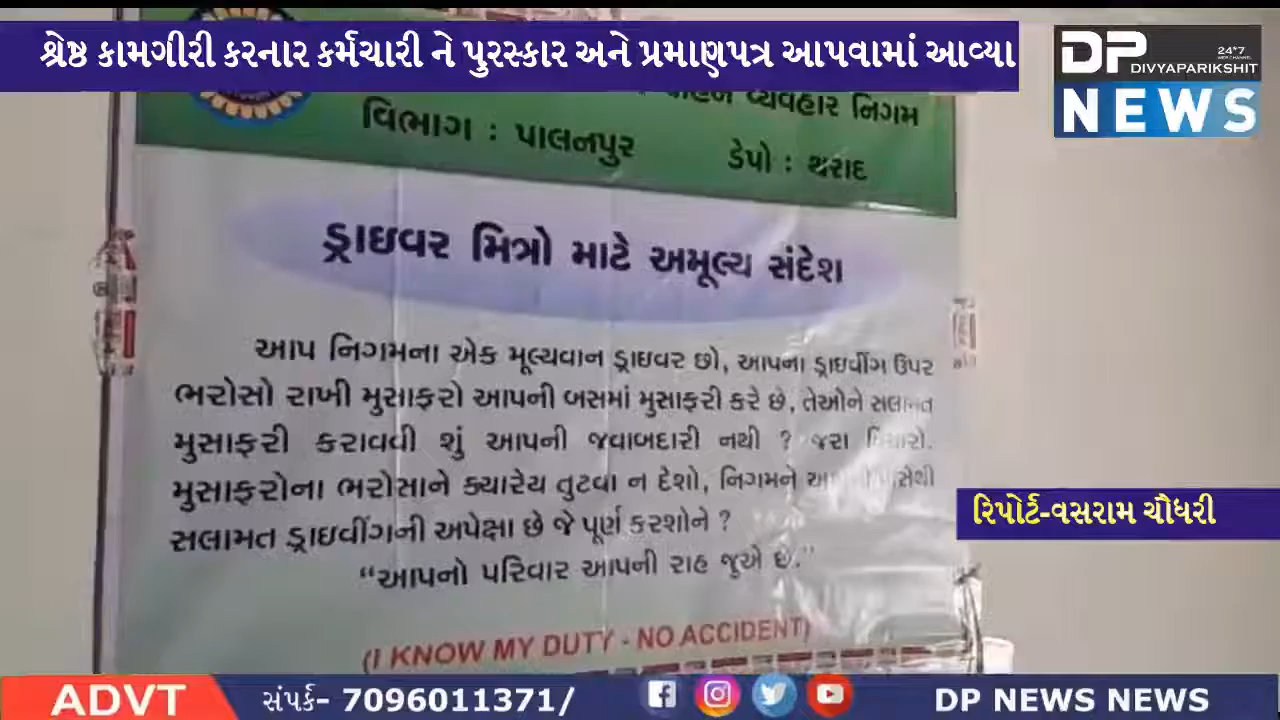 શ્રેષ્ઠ કામગીરી કરનાર કર્મચારી ને પુરસ્કાર અને પ્રમાણપત્ર આપવામાં આવ્યા
DP 24*7
DIVYAPARIKSHIT
NEWS
વ્યવહાર નિગમ
વિભાગ : પાલનપુર ડેપો : થરાદ
ડ્રાઇવર મિત્રો માટે અમૂલ્ય સંદેશ
આપ નિગમના એક મૂલ્યવાન ડ્રાઇવર છો, આપના ડ્રાઇવીંગ ઉપર
ભરોસો રાખી મુસાફરો આપની બસમાં મુસાફરી કરે છે, તેઓને સલામત
મુસાફરી કરાવવી શું આપની જવાબદારી નથી ? જરા વિચારો.
મુસાફરોના ભરોસાને ક્યારેય તુટવા ન દેશો, નિગમને
સલામત ડ્રાઇવીંગની અપેક્ષા છે જે પૂર્ણ કરશોને ?
“આપનો પરિવાર આપની રાહ જુએ છે.”
(I KNOW MY DUTY - NO ACCIDENT)
રિપોર્ટ-વસરામ ચૌધરી
ADVT સંપર્ક- 7096011371/ DP NEWS NEWS